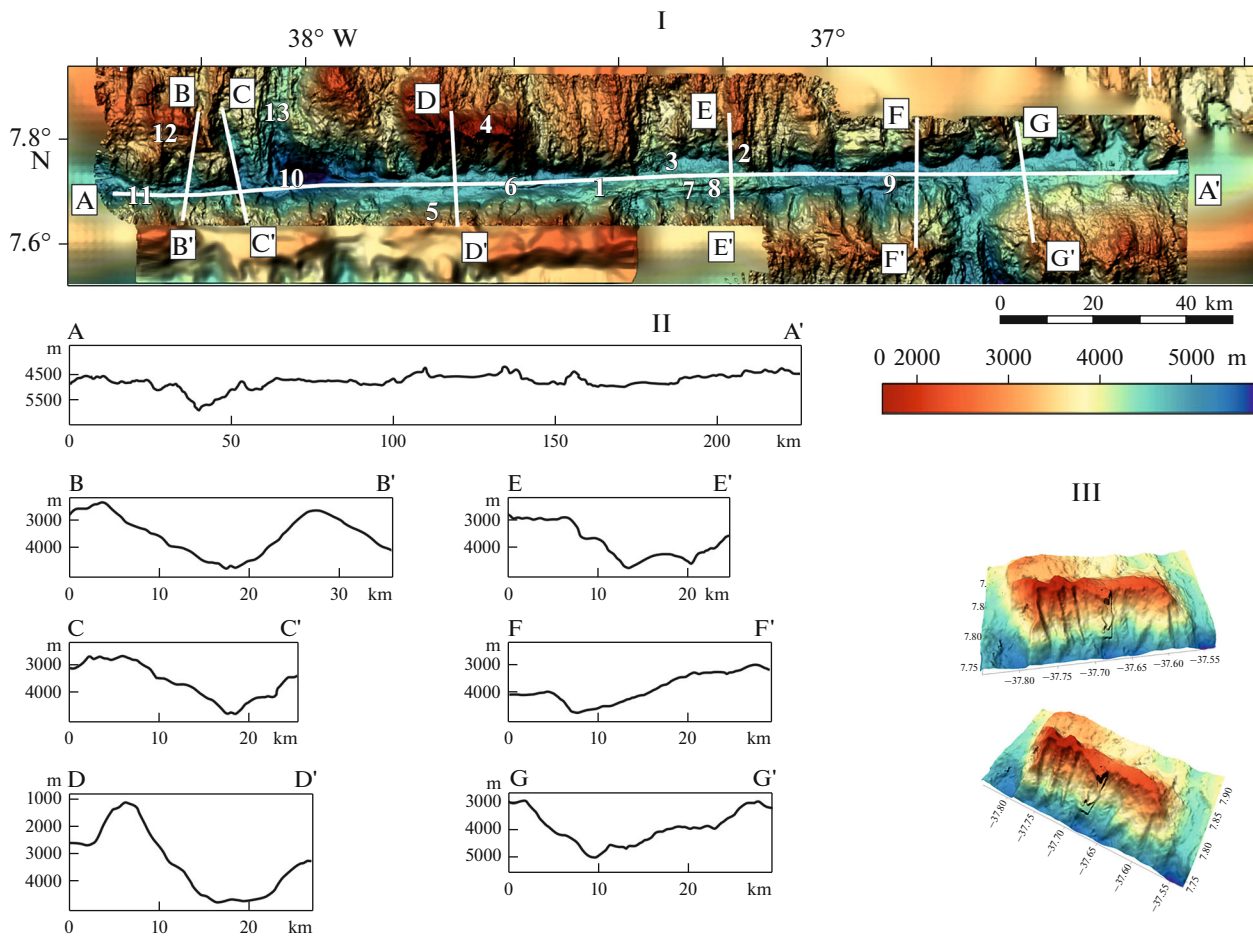 I
38° W
37°
B
C
13
D
4
E
F
G
12
7.8°
N
3
2
11
10
6
1
7
8
9
A
A'
5
7.6°
B'
C'
D'
E'
F'
G'
0 20 40 km
A II A'
m
4500
5500
0 50 100 150 200 km
0 2000 3000 4000 5000 m
B B'
m
3000
4000
0 10 20 30 km
E E'
m
3000
4000
0 10 20 km
III
C C'
m
3000
4000
0 10 20 km
F F'
m
3000
4000
0 10 20
D D'
m
1000
2000
3000
4000
0 10 20 km
G G'
m
3000
4000
5000
0 10 20 km
7.
7.8
7.80
7.75
−37.80 −37.75 −37.70 −37.65 −37.60 −37.55
−37.80 −37.75 −37.70 −37.65 −37.60 −37.55
7.75 7.80 7.85 7.90